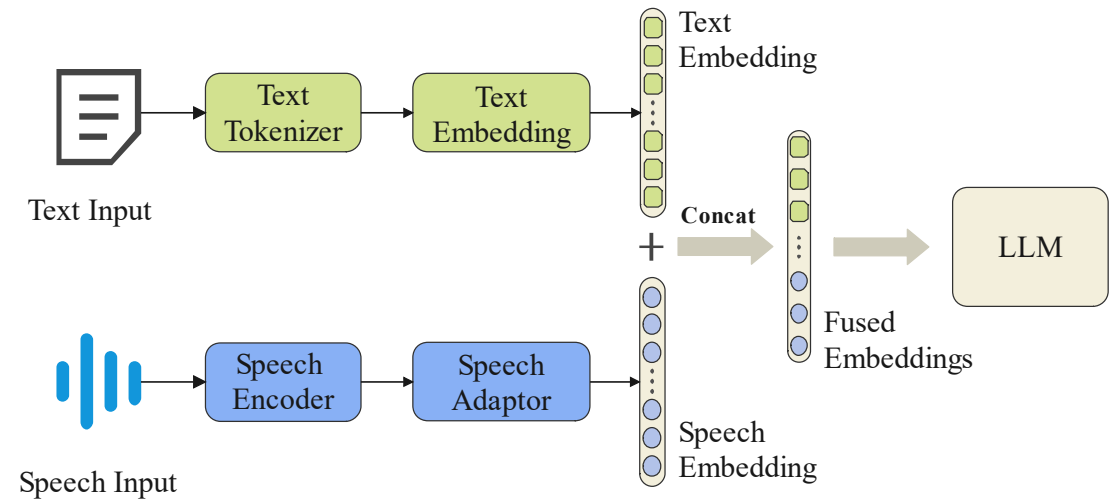 Text Input
Text
Tokenizer
Text
Embedding
Text
Embedding
Speech Input
Speech
Encoder
Speech
Adaptor
Speech
Embedding
+
Concat
Fused
Embeddings
LLM